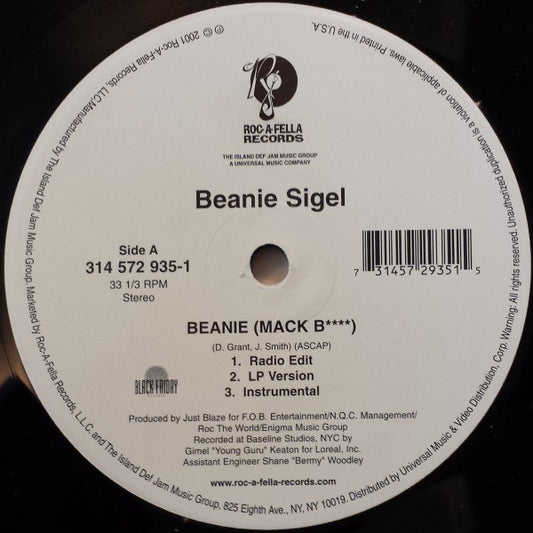 ROC-A-FELLA
RECORDS
THE ISLAND DEF JAM MUSIC GROUP
A UNIVERSAL MUSIC COMPANY
Beanie Sigel
Side A
314 572 935-1
33 1/3 RPM
Stereo
7 31457 29351 5
BEANIE (MACK B****)
(D. Grant, J. Smith) (ASCAP)
1. Radio Edit
2. LP Version
3. Instrumental
BLACK FRIDAY
Produced by Just Blaze for F.O.B. Entertainment/N.Q.C. Management/
Roc The World/Enigma Music Group
Recorded at Baseline Studios, NYC by
Gimel "Young Guru" Keaton for Loreal, Inc.
Assistant Engineer Shane "Bermy" Woodley
www.roc-a-fella-records.com
℗ © 2001 Roc-A-Fella Records, LLC.Manufactured by The Island Def Jam Music Group. Marketed by Roc-A-Fella Records, L.L.C. and The Island Def Jam Music Group, 825 Eighth Ave., NY, NY 10019. Distributed by Universal Music & Video Distribution, Corp. Warning: All rights reserved. Unauthorized duplication is a violation of applicable laws. Printed in the U.S.A.